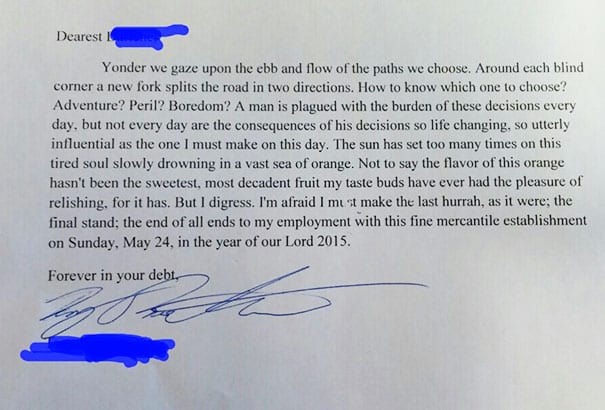 Dearest
Yonder we gaze upon the ebb and flow of the paths we choose. Around each blind
corner a new fork splits the road in two directions. How to know which one to choose?
Adventure? Peril? Boredom? A man is plagued with the burden of these decisions every
day, but not every day are the consequences of his decisions so life changing, so utterly
influential as the one I must make on this day. The sun has set too many times on this
tired soul slowly drowning in a vast sea of orange. Not to say the flavor of this orange
hasn't been the sweetest, most decadent fruit my taste buds have ever had the pleasure of
relishing, for it has. But I digress. I'm afraid I must make the last hurrah, as it were; the
final stand; the end of all ends to my employment with this fine mercantile establishment
on Sunday, May 24, in the year of our Lord 2015.
Forever in your debt,